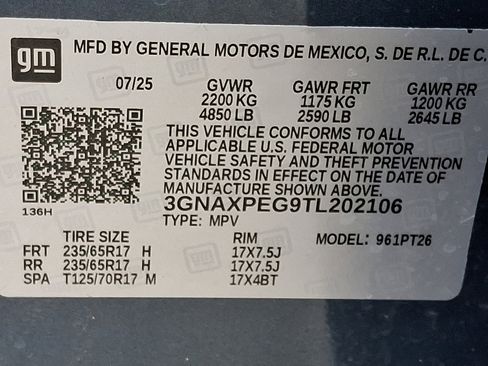 gm
MFD BY GENERAL MOTORS DE MEXICO, S. DE R.L. DE C.
07/25 GVWR GAWR FRT GAWR RR
2200 KG 1175 KG 1200 KG
4850 LB 2590 LB 2645 LB
THIS VEHICLE CONFORMS TO ALL
APPLICABLE U.S. FEDERAL MOTOR
VEHICLE SAFETY AND THEFT PREVENTION
STANDARDS IN EFFECT ON THE DATE OF
MANUFACTURE SHOWN ABOVE.
136H
3GNAXPEG9TL202106
TYPE: MPV
TIRE SIZE RIM MODEL: 961PT26
FRT 235/65R17 H 17X7.5J
RR 235/65R17 H 17X7.5J
SPA T125/70R17 M 17X4BT